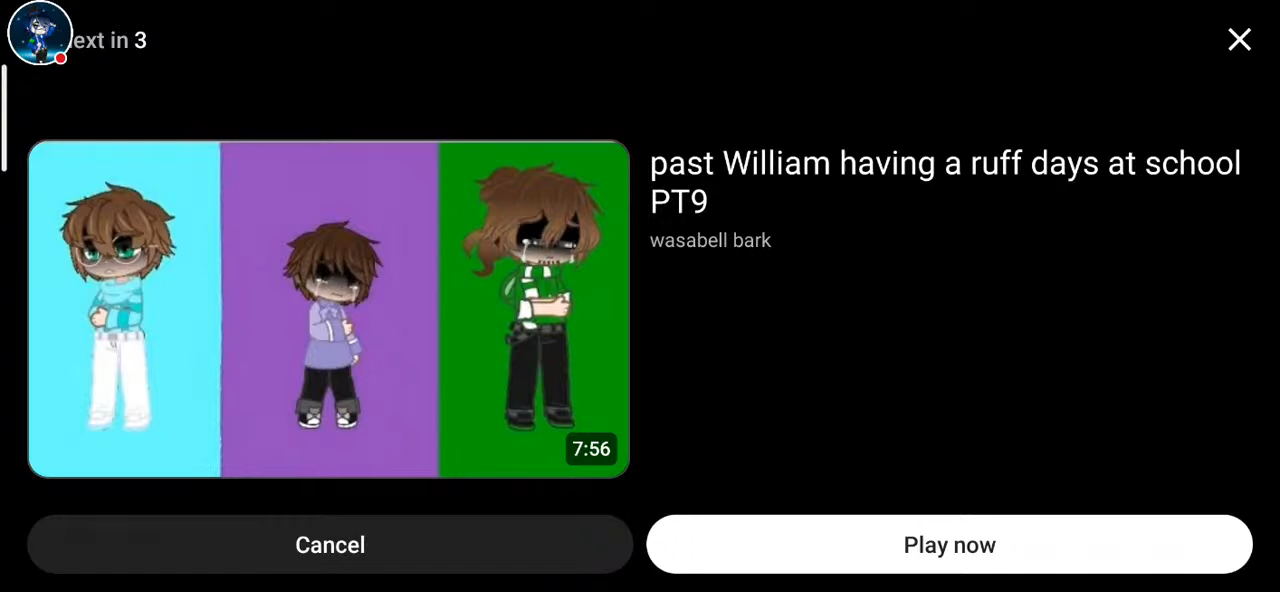 ext in 3
past William having a ruff days at school
PT9
wasabell bark
7:56
Cancel
Play now